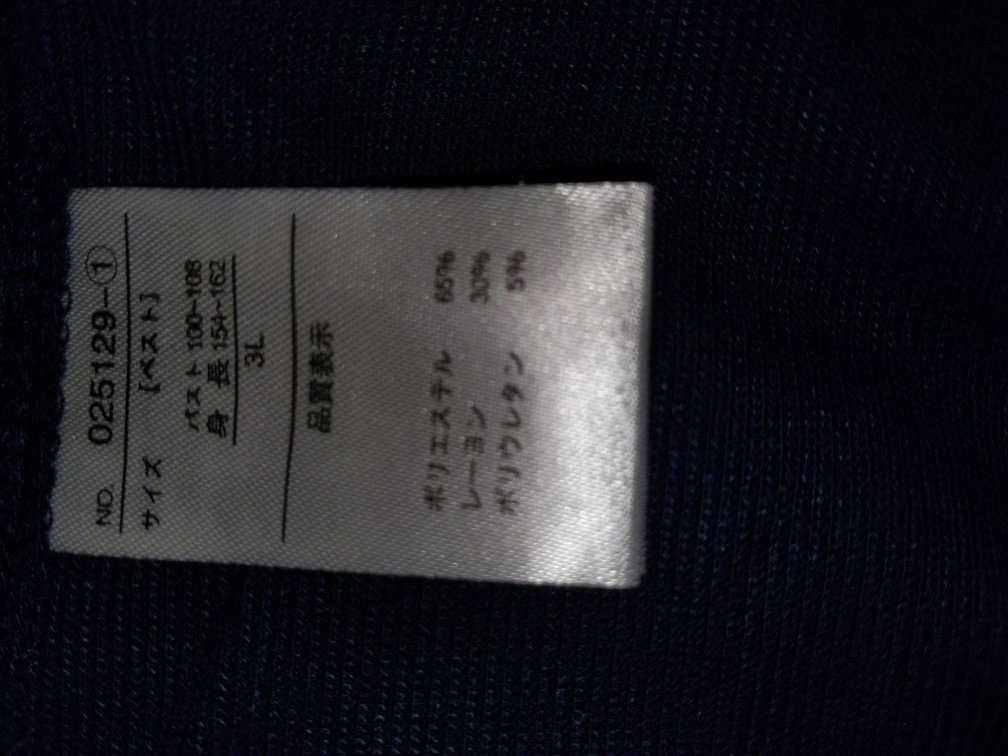 NO. 025129-①
サイズ [ベスト]
バスト 100-108
身 長 154-162
3L
品質表示
ポリエステル 65%
レーヨン 30%
ポリウレタン 5%